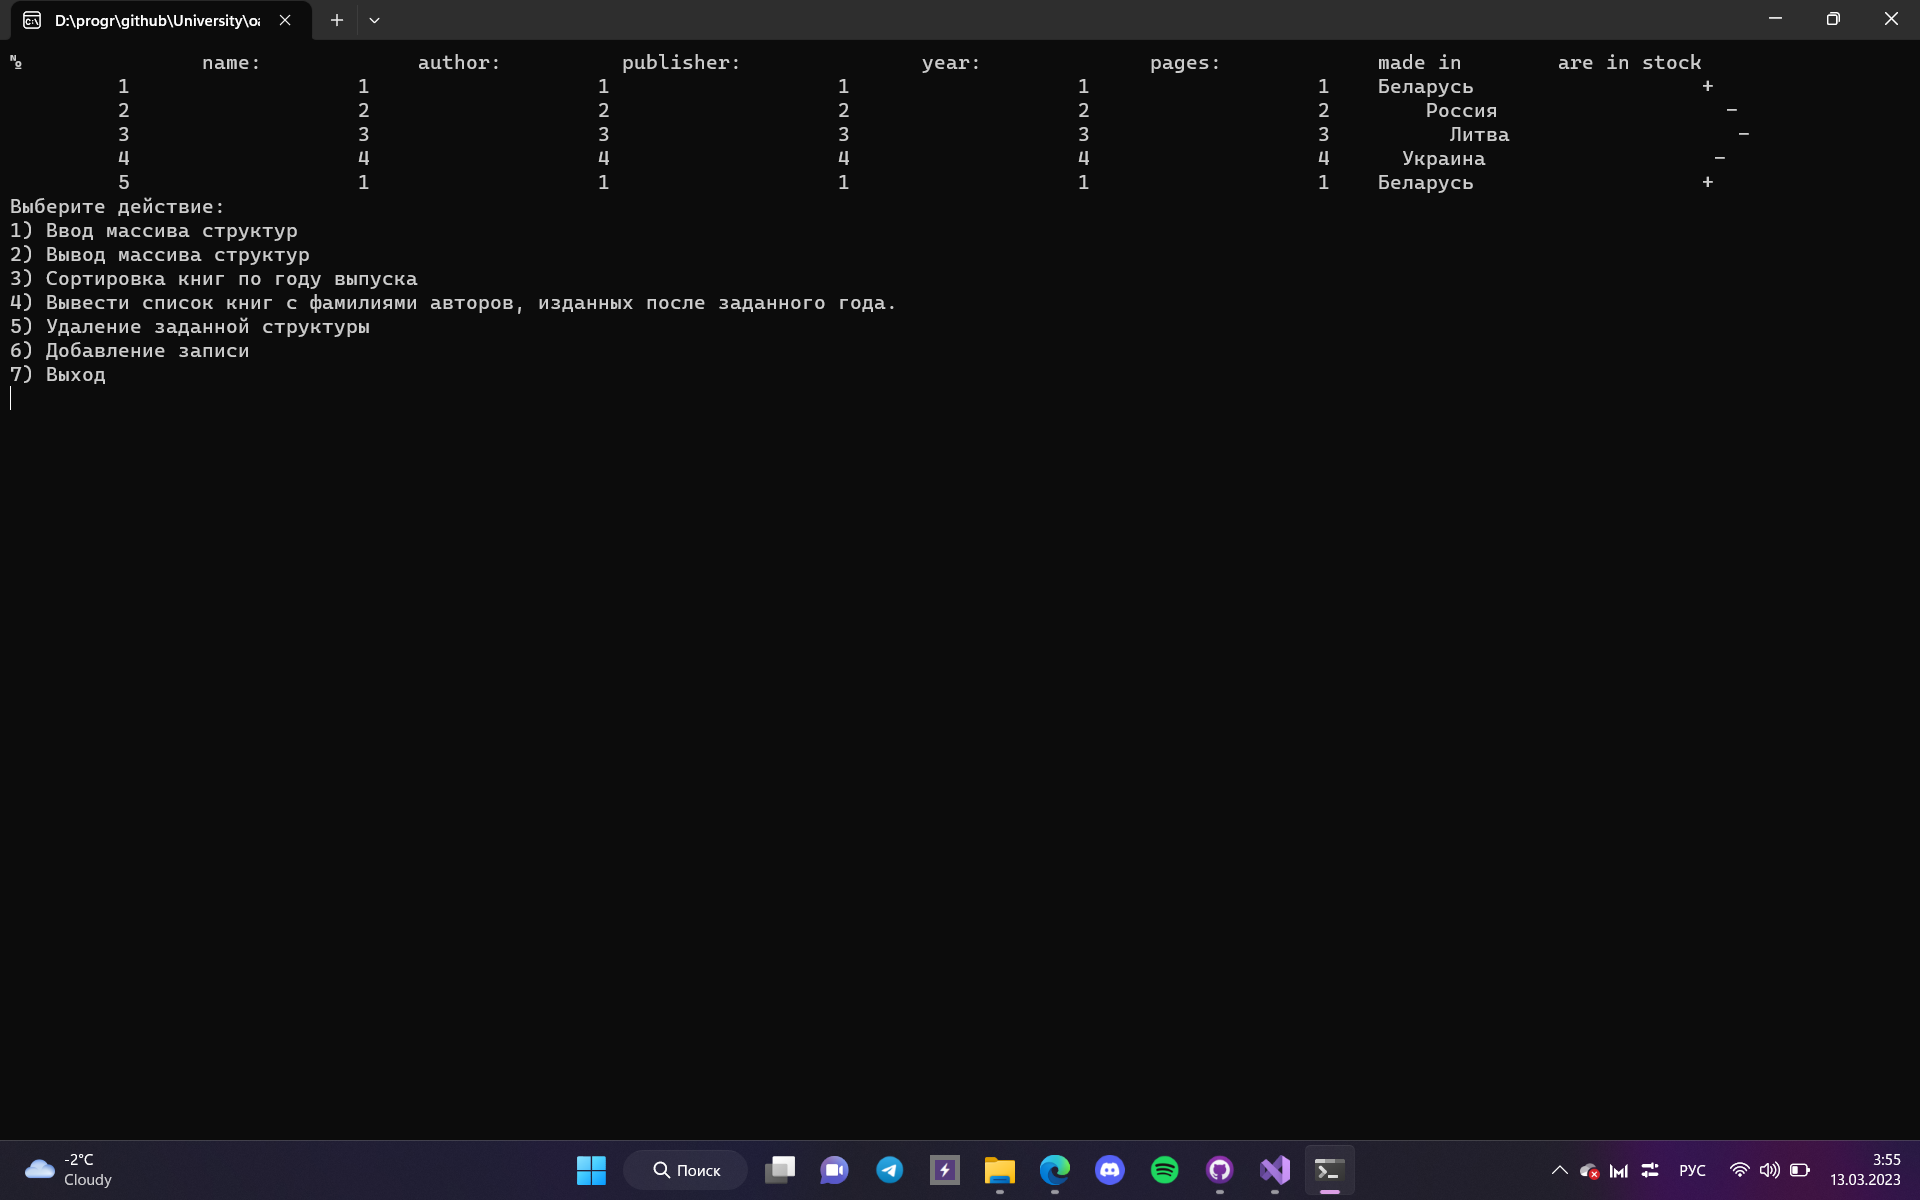 D:\progr\github\University\oa
№ name: author: publisher: year: pages: made in are in stock
1 1 1 1 1 1 Беларусь +
2 2 2 2 2 2 Россия -
3 3 3 3 3 3 Литва -
4 4 4 4 4 4 Украина -
5 1 1 1 1 1 Беларусь +
Выберите действие:
1) Ввод массива структур
2) Вывод массива структур
3) Сортировка книг по году выпуска
4) Вывести список книг с фамилиями авторов, изданных после заданного года.
5) Удаление заданной структуры
6) Добавление записи
7) Выход
-2°C
Cloudy
Поиск
РУС
3:55
13.03.2023